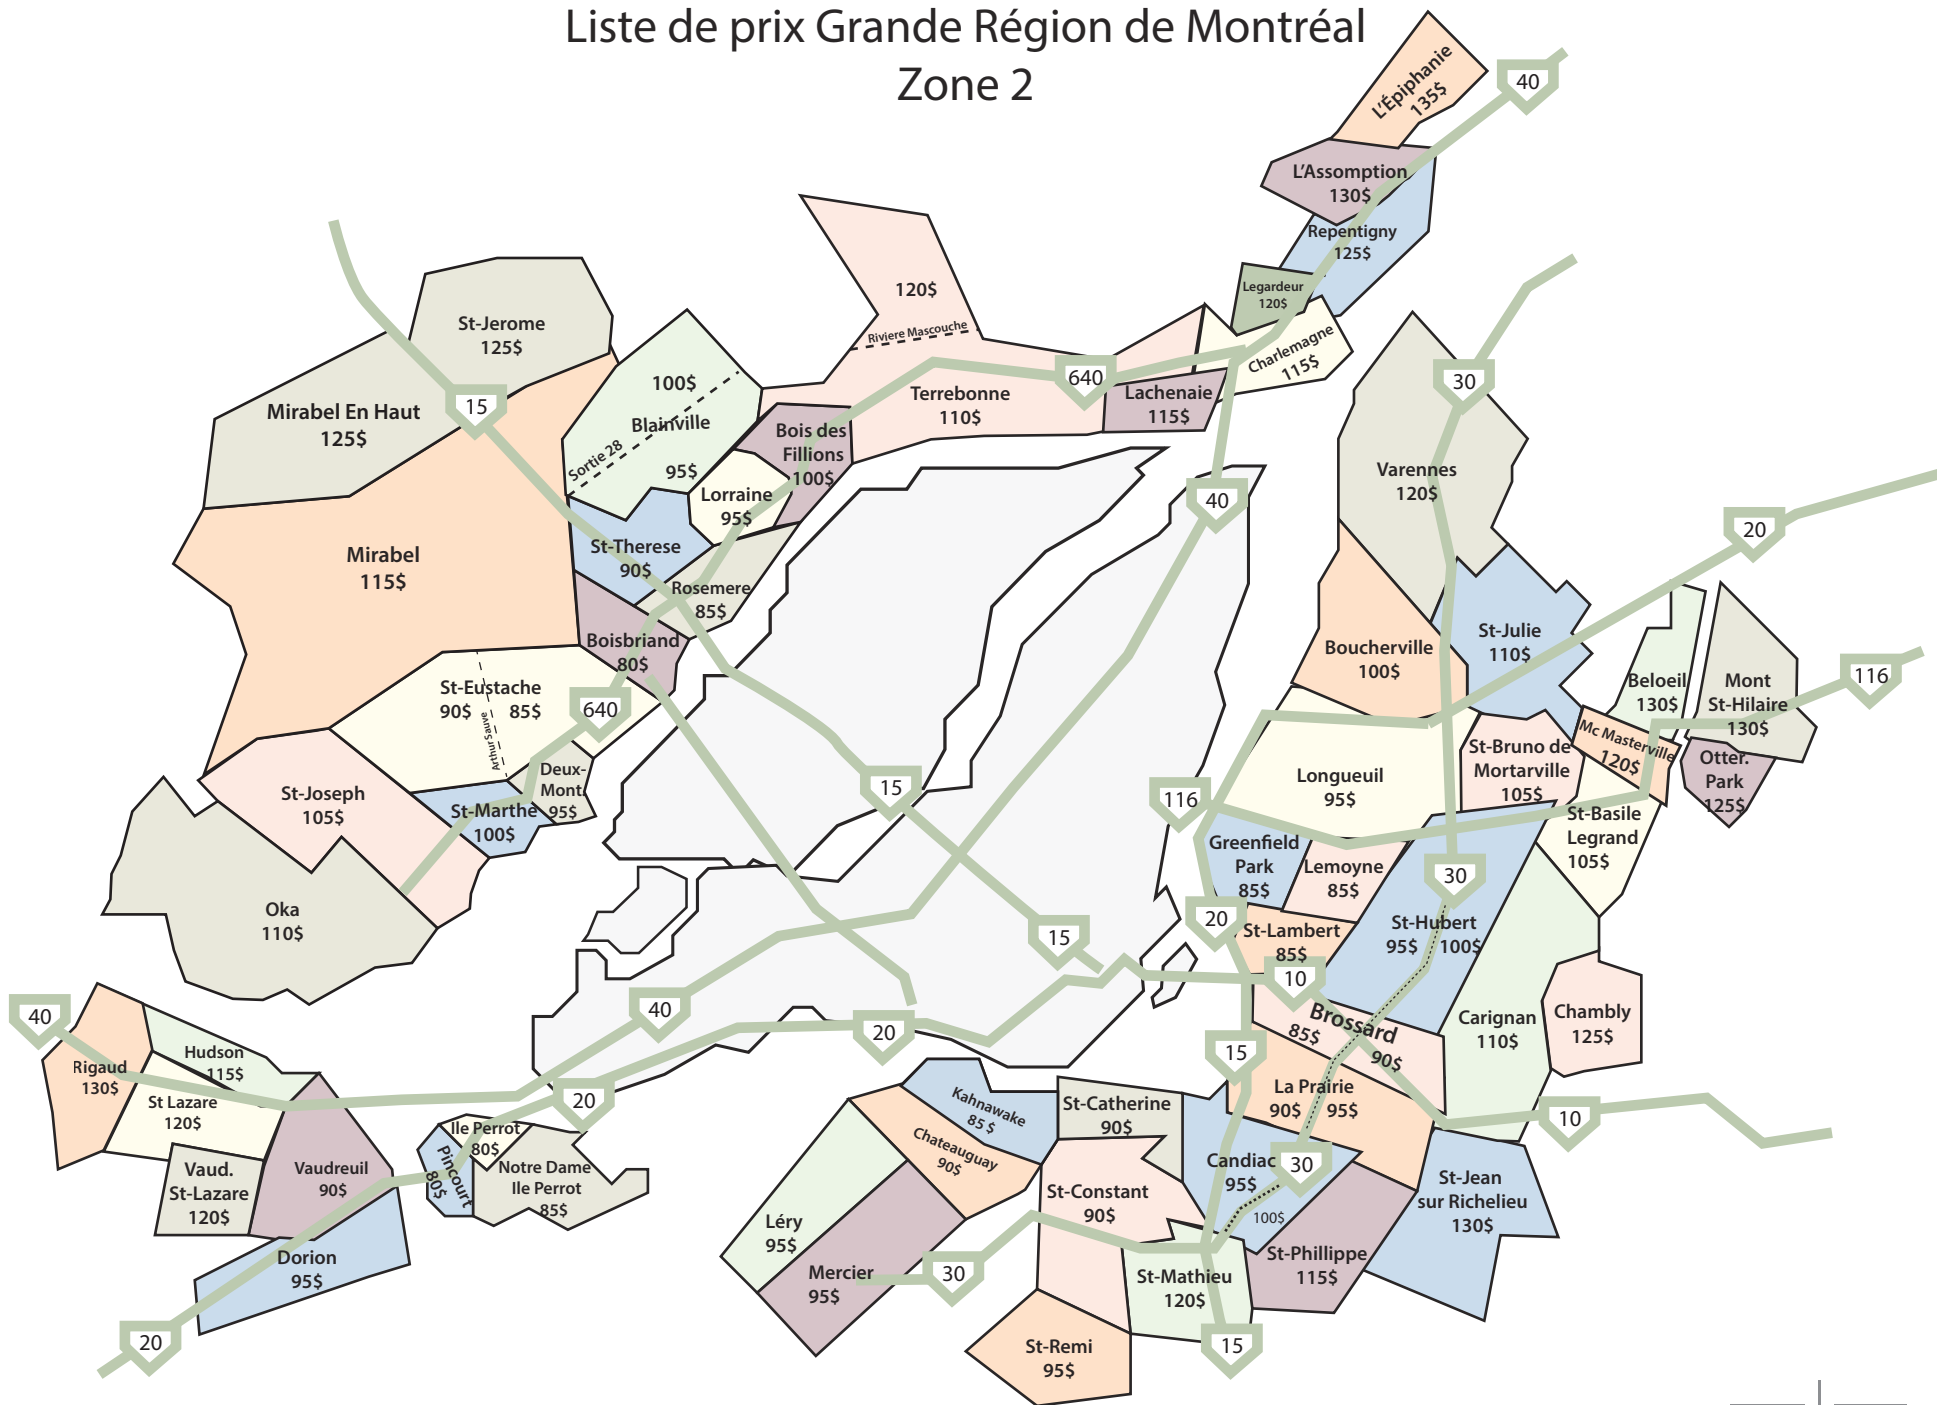 Liste de prix Grande Région de Montréal
Zone 2
L'Épiphanie
135$
40
L'Assomption
130$
Repentigny
125$
Legardeur
120$
Charlemagne
115$
120$
Riviere Mascouche
Terrebonne
110$
640
Lachenaie
115$
St-Jerome
125$
Mirabel En Haut
125$
15
100$
Blainville
Sortie 28
95$
Bois des
Fillions
100$
Lorraine
95$
St-Therese
90$
Rosemere
85$
Mirabel
115$
Boisbriand
80$
St-Eustache
90$ 85$
Arthur Sauve
640
Deux-
Mont
95$
St-Marthe
100$
St-Joseph
105$
Oka
110$
40
30
Varennes
120$
20
Boucherville
100$
St-Julie
110$
Beloeil
130$
Mont
St-Hilaire
130$
116
Mc Masterville
120$
Otter.
Park
125$
St-Bruno de
Mortarville
105$
St-Basile
Legrand
105$
Longueuil
95$
116
15
Greenfield
Park
85$
Lemoyne
85$
30
20
St-Lambert
85$
St-Hubert
95$ 100$
15
10
Brossard
85$
90$
Carignan
110$
Chambly
125$
40
20
15
La Prairie
90$ 95$
10
40
Rigaud
130$
Hudson
115$
St Lazare
120$
Vaud.
St-Lazare
120$
Vaudreuil
90$
Dorion
95$
20
20
Ile Perrot
80$
Pincourt
80$
Notre Dame
Ile Perrot
85$
Kahnawake
85 $
Chateauguay
90$
St-Catherine
90$
Candiac
95$
100$
30
St-Jean
sur Richelieu
130$
St-Constant
90$
Léry
95$
Mercier
95$
30
St-Mathieu
120$
St-Phillippe
115$
St-Remi
95$
15